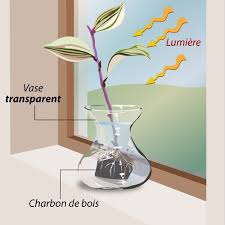 Lumière
Vase
transparent
Charbon de bois